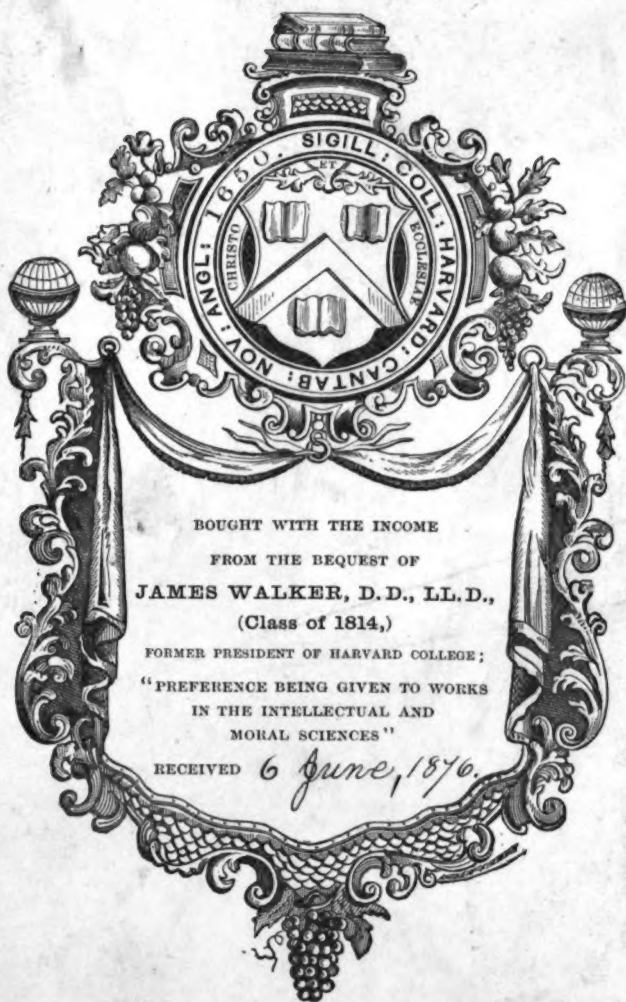 SIGILL: COLL: HARVARD: CANTAB: NOV: ANGL: 1650.
CHRISTO
ET
ECCLESIAE
BOUGHT WITH THE INCOME
FROM THE BEQUEST OF
JAMES WALKER, D.D., LL.D.,
(Class of 1814,)
FORMER PRESIDENT OF HARVARD COLLEGE;
"PREFERENCE BEING GIVEN TO WORKS
IN THE INTELLECTUAL AND
MORAL SCIENCES"
RECEIVED 6 June, 1876.